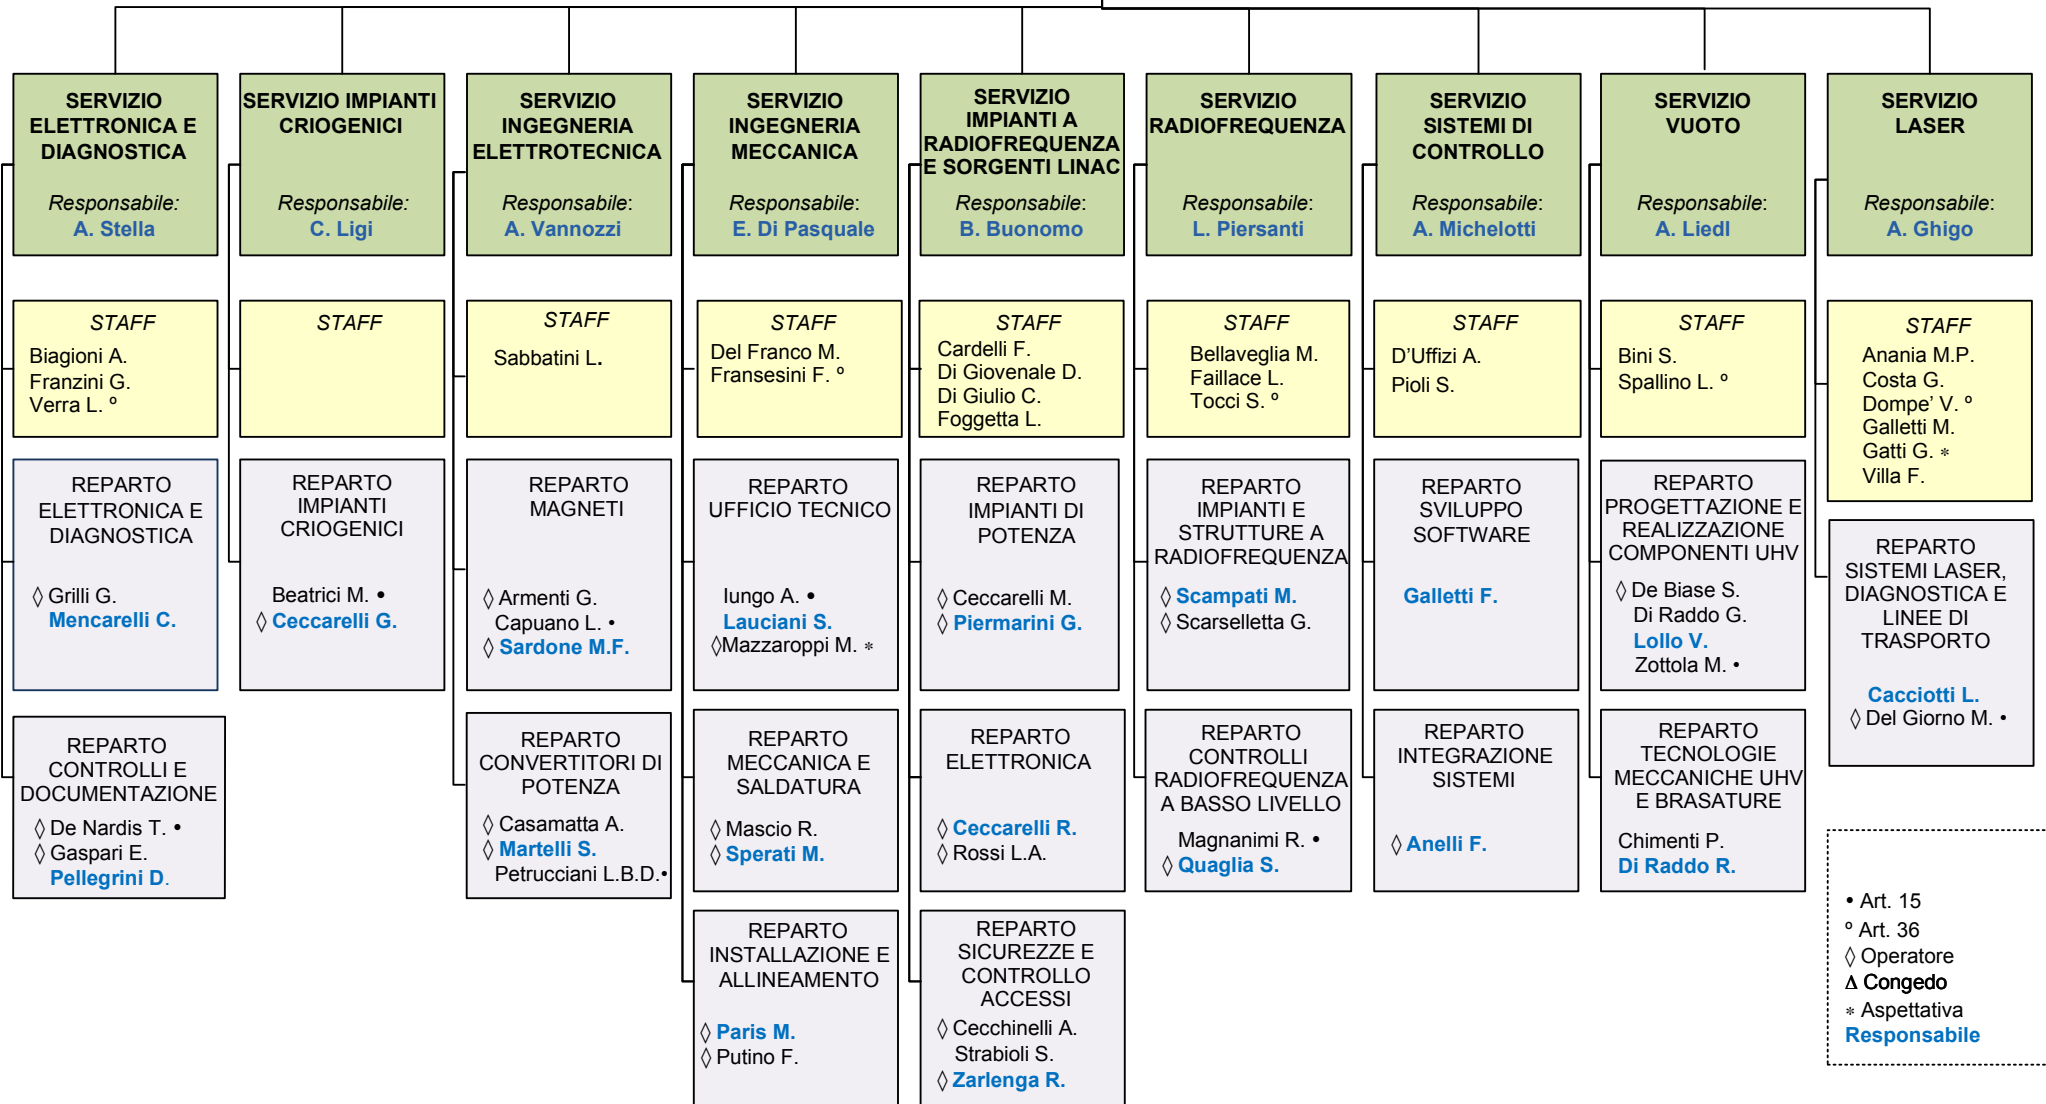 SERVIZIO
ELETTRONICA E
DIAGNOSTICA
Responsabile:
A. Stella
STAFF
Biagioni A.
Franzini G.
Verra L. º
REPARTO
ELETTRONICA E
DIAGNOSTICA
◊ Grilli G.
Mencarelli C.
REPARTO
CONTROLLI E
DOCUMENTAZIONE
◊ De Nardis T. •
◊ Gaspari E.
Pellegrini D.
SERVIZIO IMPIANTI
CRIOGENICI
Responsabile:
C. Ligi
STAFF
REPARTO
IMPIANTI
CRIOGENICI
Beatrici M. •
◊ Ceccarelli G.
SERVIZIO
INGEGNERIA
ELETTROTECNICA
Responsabile:
A. Vannozzi
STAFF
Sabbatini L.
REPARTO
MAGNETI
◊ Armenti G.
Capuano L. •
◊ Sardone M.F.
REPARTO
CONVERTITORI DI
POTENZA
◊ Casamatta A.
◊ Martelli S.
Petrucciani L.B.D.•
SERVIZIO
INGEGNERIA
MECCANICA
Responsabile:
E. Di Pasquale
STAFF
Del Franco M.
Fransesini F. º
REPARTO
UFFICIO TECNICO
Iungo A. •
Lauciani S.
◊Mazzaroppi M. *
REPARTO
MECCANICA E
SALDATURA
◊ Mascio R.
◊ Sperati M.
REPARTO
INSTALLAZIONE E
ALLINEAMENTO
◊ Paris M.
◊ Putino F.
SERVIZIO
IMPIANTI A
RADIOFREQUENZA
E SORGENTI LINAC
Responsabile:
B. Buonomo
STAFF
Cardelli F.
Di Giovenale D.
Di Giulio C.
Foggetta L.
REPARTO
IMPIANTI DI
POTENZA
◊ Ceccarelli M.
◊ Piermarini G.
REPARTO
ELETTRONICA
◊ Ceccarelli R.
◊ Rossi L.A.
REPARTO
SICUREZZE E
CONTROLLO
ACCESSI
◊ Cecchinelli A.
Strabioli S.
◊ Zarlenga R.
SERVIZIO
RADIOFREQUENZA
Responsabile:
L. Piersanti
STAFF
Bellaveglia M.
Faillace L.
Tocci S. º
REPARTO
IMPIANTI E
STRUTTURE A
RADIOFREQUENZA
◊ Scampati M.
◊ Scarselletta G.
REPARTO
CONTROLLI
RADIOFREQUENZA
A BASSO LIVELLO
Magnanimi R. •
◊ Quaglia S.
SERVIZIO
SISTEMI DI
CONTROLLO
Responsabile:
A. Michelotti
STAFF
D'Uffizi A.
Pioli S.
REPARTO
SVILUPPO
SOFTWARE
Galletti F.
REPARTO
INTEGRAZIONE
SISTEMI
◊ Anelli F.
SERVIZIO
VUOTO
Responsabile:
A. Liedl
STAFF
Bini S.
Spallino L. º
REPARTO
PROGETTAZIONE E
REALIZZAZIONE
COMPONENTI UHV
◊ De Biase S.
Di Raddo G.
Lollo V.
Zottola M. •
REPARTO
TECNOLOGIE
MECCANICHE UHV
E BRASATURE
Chimenti P.
Di Raddo R.
SERVIZIO
LASER
Responsabile:
A. Ghigo
STAFF
Anania M.P.
Costa G.
Dompe’ V. º
Galletti M.
Gatti G. *
Villa F.
REPARTO
SISTEMI LASER,
DIAGNOSTICA E
LINEE DI
TRASPORTO
Cacciotti L.
◊ Del Giorno M. •
• Art. 15
º Art. 36
◊ Operatore
Δ Congedo
* Aspettativa
Responsabile